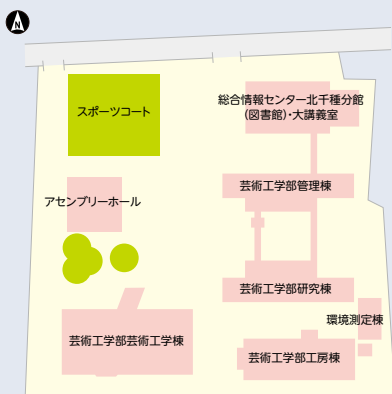 N
スポーツコート
総合情報センター北千種分館
(図書館)・大講義室
芸術工学部管理棟
アセンブリーホール
芸術工学部研究棟
環境測定棟
芸術工学部芸術工学棟
芸術工学部工房棟